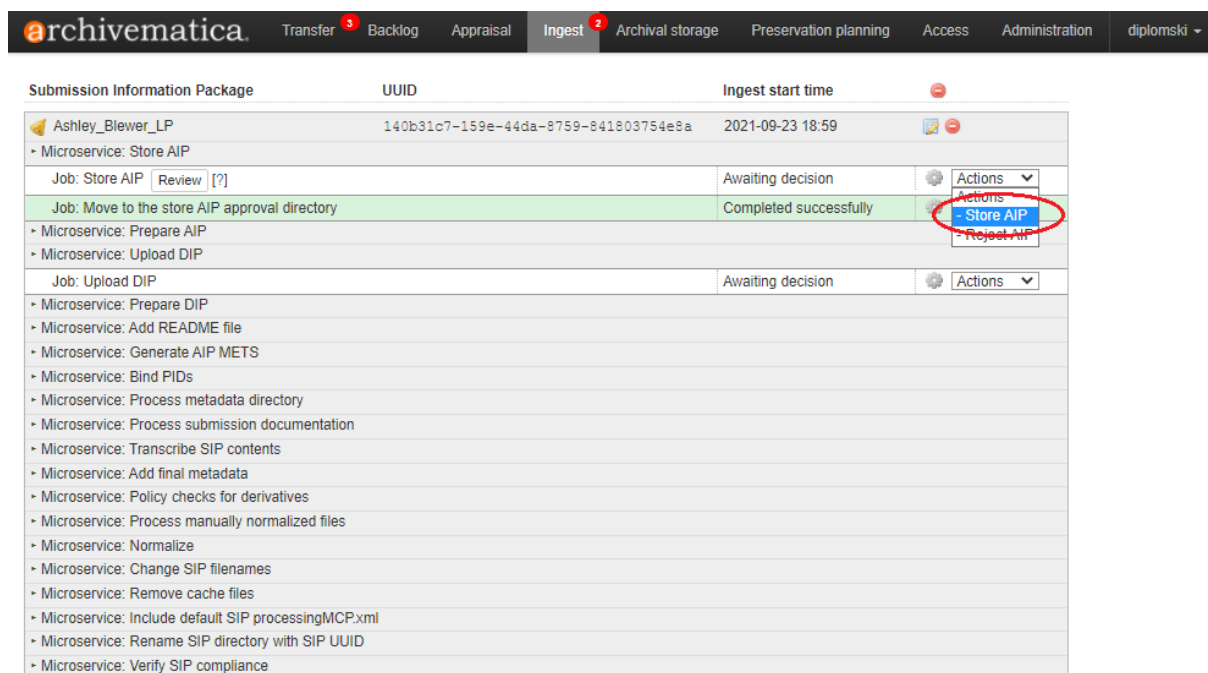 archivematica. Transfer 3 Backlog Appraisal Ingest 2 Archival storage Preservation planning Access Administration diplomski
Submission Information Package UUID Ingest start time
Ashley_Blewer_LP 140b31c7-159e-44da-8759-841803754e8a 2021-09-23 18:59
Microservice: Store AIP
Job: Store AIP Review [?] Awaiting decision Actions
Actions
Job: Move to the store AIP approval directory Completed successfully - Store AIP
Microservice: Prepare AIP - Reject AIP
Microservice: Upload DIP
Job: Upload DIP Awaiting decision Actions
Microservice: Prepare DIP
Microservice: Add README file
Microservice: Generate AIP METS
Microservice: Bind PIDs
Microservice: Process metadata directory
Microservice: Process submission documentation
Microservice: Transcribe SIP contents
Microservice: Add final metadata
Microservice: Policy checks for derivatives
Microservice: Process manually normalized files
Microservice: Normalize
Microservice: Change SIP filenames
Microservice: Remove cache files
Microservice: Include default SIP processingMCP.xml
Microservice: Rename SIP directory with SIP UUID
Microservice: Verify SIP compliance